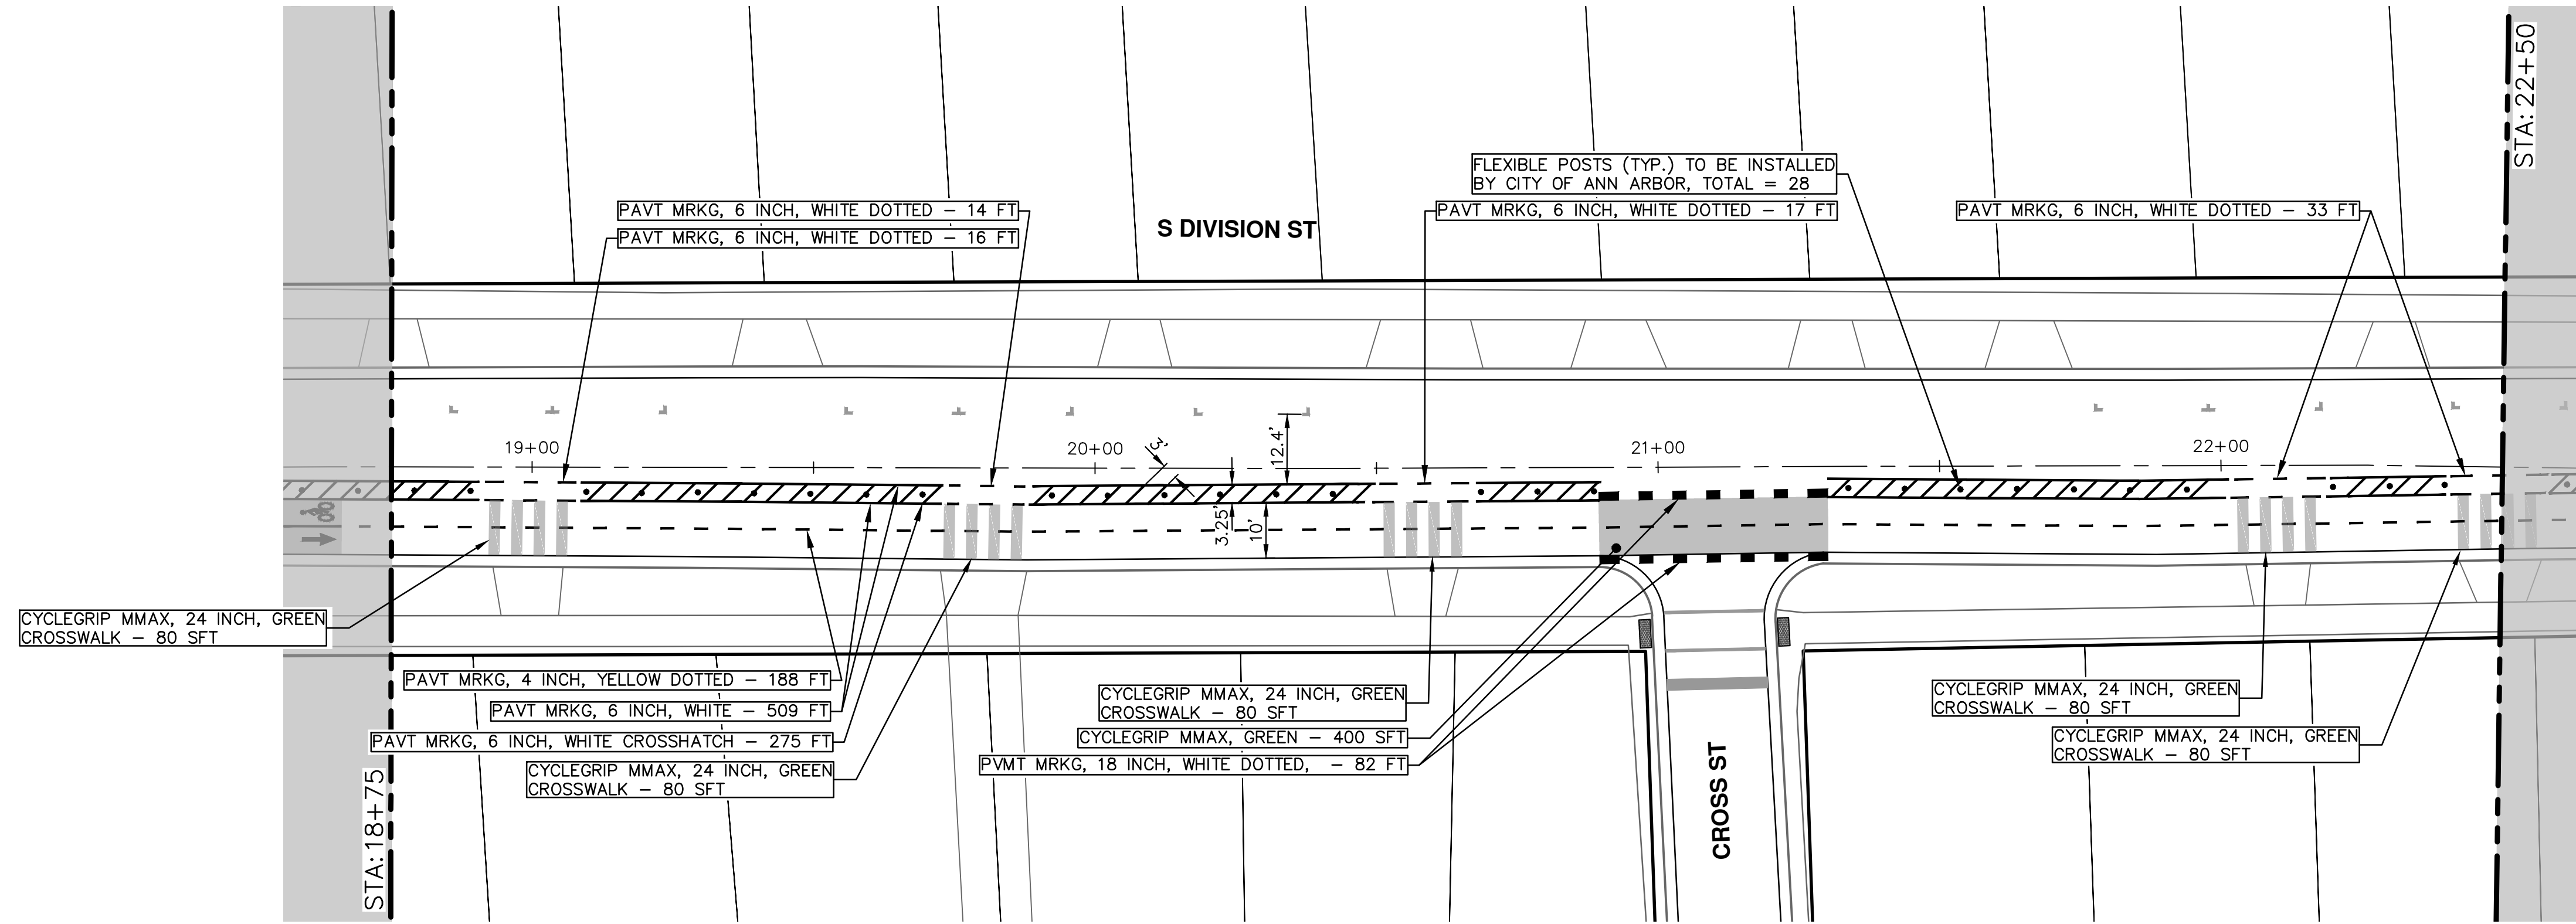 STA: 22+50
FLEXIBLE POSTS (TYP.) TO BE INSTALLED
BY CITY OF ANN ARBOR, TOTAL = 28
PAVT MRKG, 6 INCH, WHITE DOTTED – 14 FT
PAVT MRKG, 6 INCH, WHITE DOTTED – 16 FT
S DIVISION ST
PAVT MRKG, 6 INCH, WHITE DOTTED – 17 FT
PAVT MRKG, 6 INCH, WHITE DOTTED – 33 FT
19+00
20+00
3'
12.4'
21+00
22+00
3.25'
10'
CYCLEGRIP MMAX, 24 INCH, GREEN
CROSSWALK – 80 SFT
PAVT MRKG, 4 INCH, YELLOW DOTTED – 188 FT
PAVT MRKG, 6 INCH, WHITE – 509 FT
PAVT MRKG, 6 INCH, WHITE CROSSHATCH – 275 FT
CYCLEGRIP MMAX, 24 INCH, GREEN
CROSSWALK – 80 SFT
CYCLEGRIP MMAX, 24 INCH, GREEN
CROSSWALK – 80 SFT
CYCLEGRIP MMAX, GREEN – 400 SFT
PVMT MRKG, 18 INCH, WHITE DOTTED, – 82 FT
CYCLEGRIP MMAX, 24 INCH, GREEN
CROSSWALK – 80 SFT
CYCLEGRIP MMAX, 24 INCH, GREEN
CROSSWALK – 80 SFT
STA: 18+75
CROSS ST